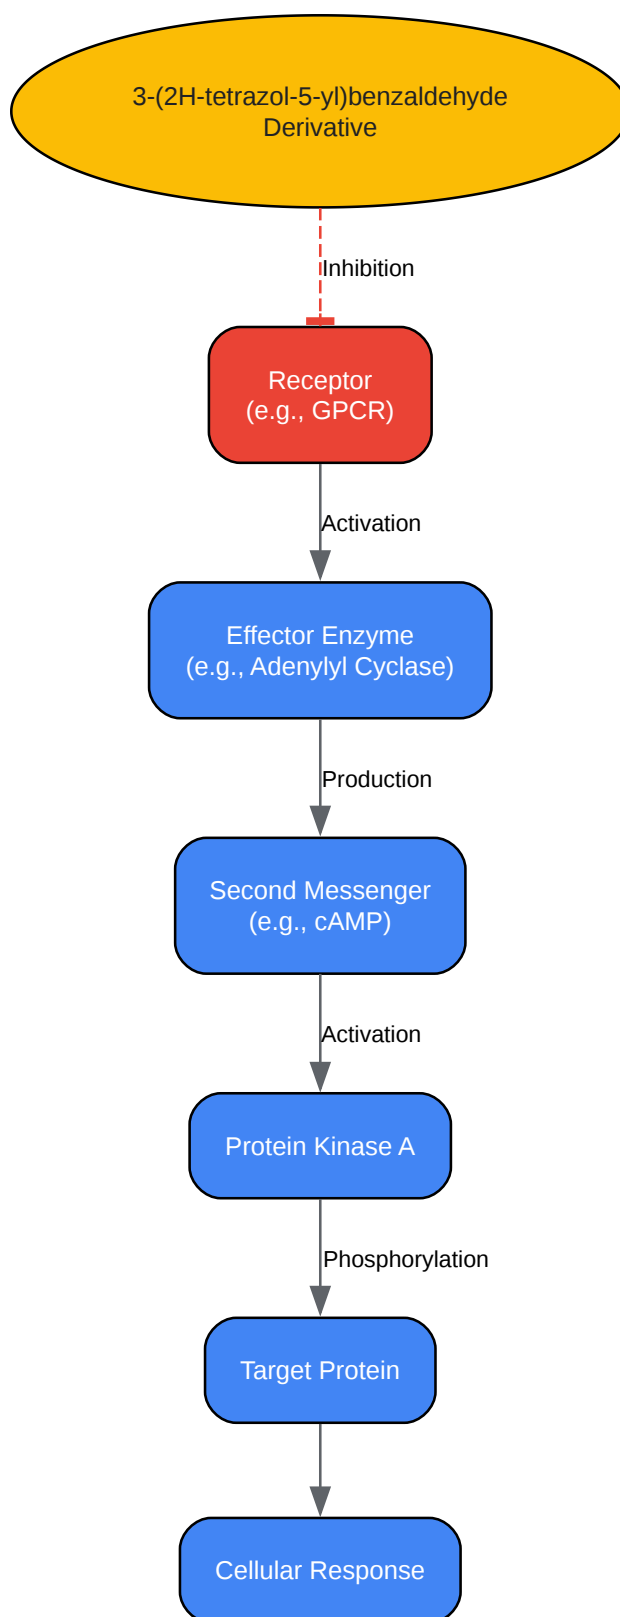 3-(2H-tetrazol-5-yl)benzaldehyde
Derivative
Inhibition
Receptor
(e.g., GPCR)
Activation
Effector Enzyme
(e.g., Adenylyl Cyclase)
Production
Second Messenger
(e.g., cAMP)
Activation
Protein Kinase A
Phosphorylation
Target Protein
Cellular Response